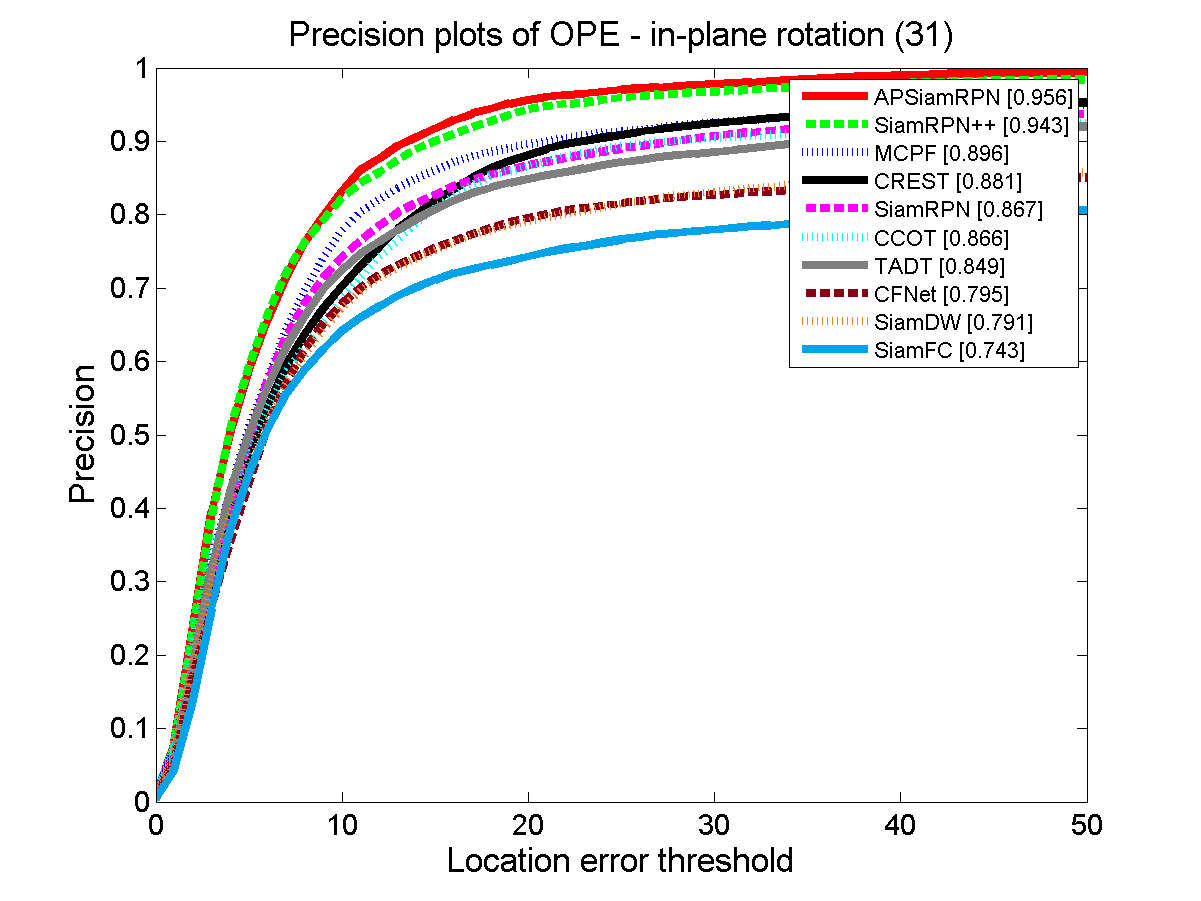 Precision plots of OPE - in-plane rotation (31)
1
0.9
0.8
0.7
0.6
0.5
0.4
0.3
0.2
0.1
0
Precision
APSiamRPN [0.956]
SiamRPN++ [0.943]
MCPF [0.896]
CREST [0.881]
SiamRPN [0.867]
CCOT [0.866]
TADT [0.849]
CFNet [0.795]
SiamDW [0.791]
SiamFC [0.743]
0 10 20 30 40 50
Location error threshold